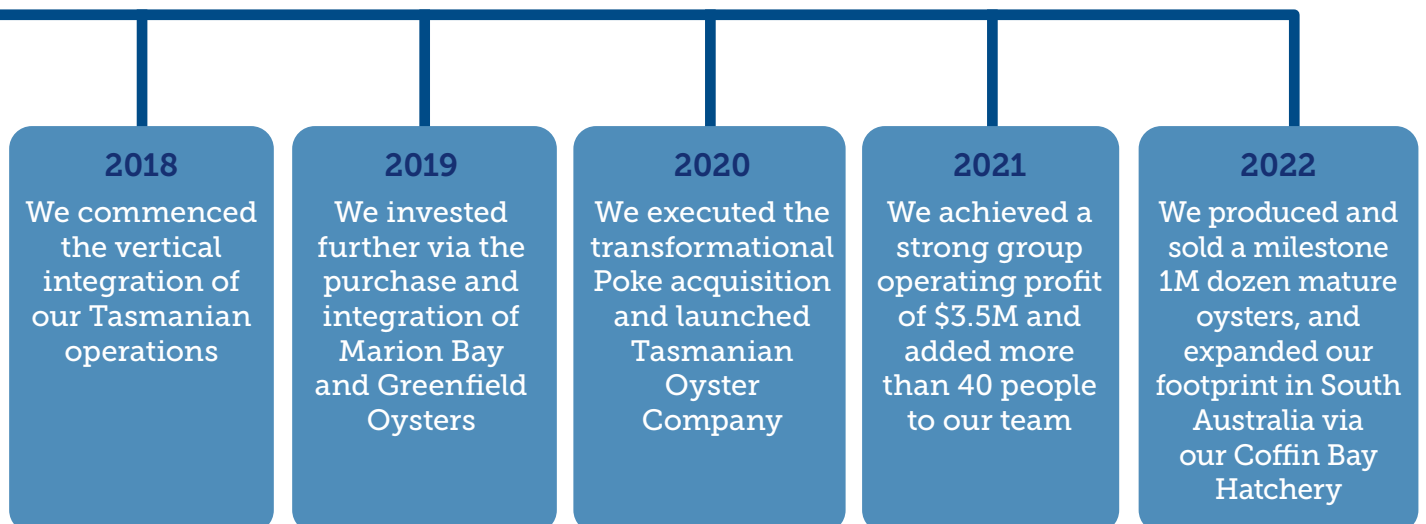 2018
We commenced
the vertical
integration of
our Tasmanian
operations
2019
We invested
further via the
purchase and
integration of
Marion Bay
and Greenfield
Oysters
2020
We executed the
transformational
Poke acquisition
and launched
Tasmanian
Oyster
Company
2021
We achieved a
strong group
operating profit
of $3.5M and
added more
than 40 people
to our team
2022
We produced and
sold a milestone
1M dozen mature
oysters, and
expanded our
footprint in South
Australia via
our Coffin Bay
Hatchery